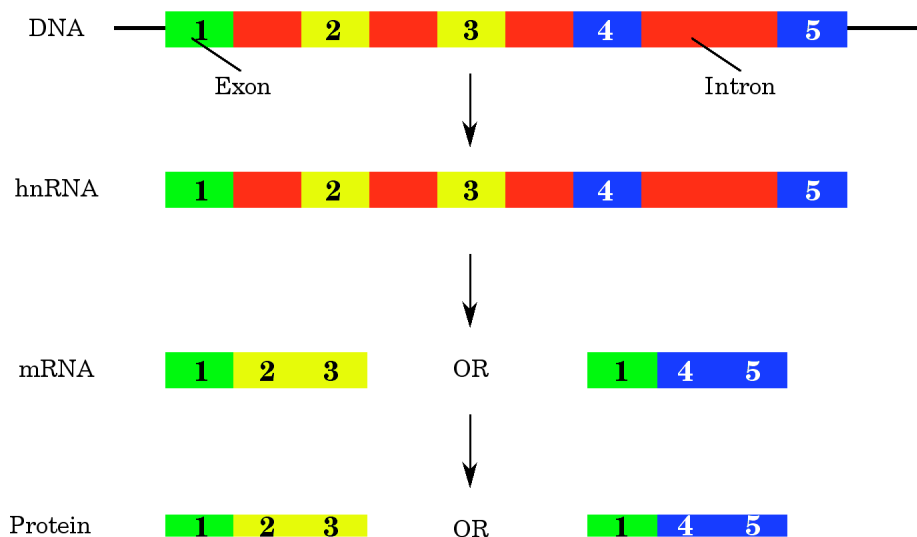 DNA 1 2 3 4 5
Exon Intron
hnRNA 1 2 3 4 5
mRNA 1 2 3 OR 1 4 5
Protein 1 2 3 OR 1 4 5